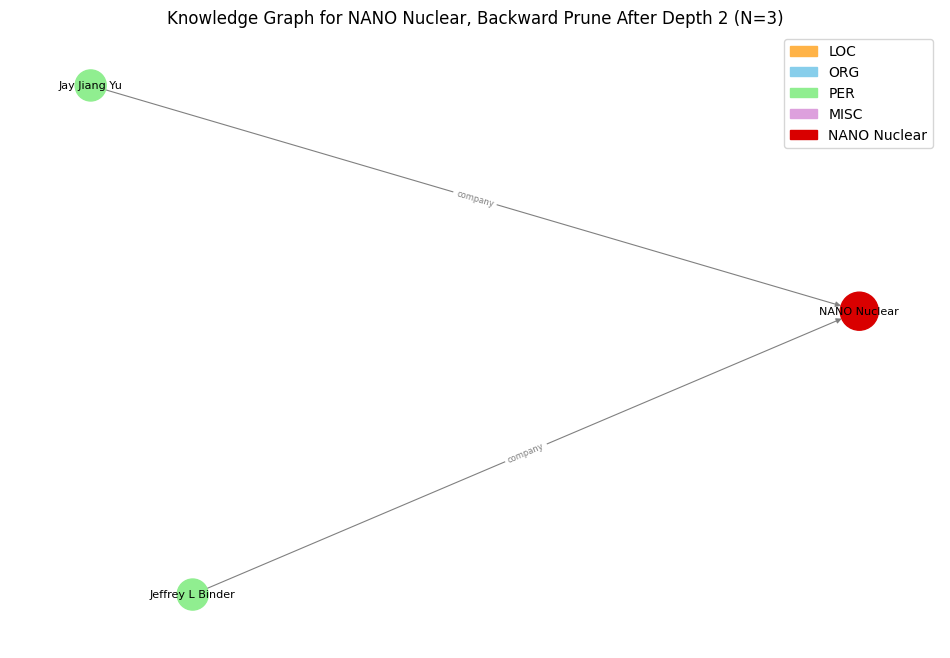 Knowledge Graph for NANO Nuclear, Backward Prune After Depth 2 (N=3)
LOC
ORG
PER
MISC
NANO Nuclear
Jay Jiang Yu
company
NANO Nuclear
company
Jeffrey L Binder